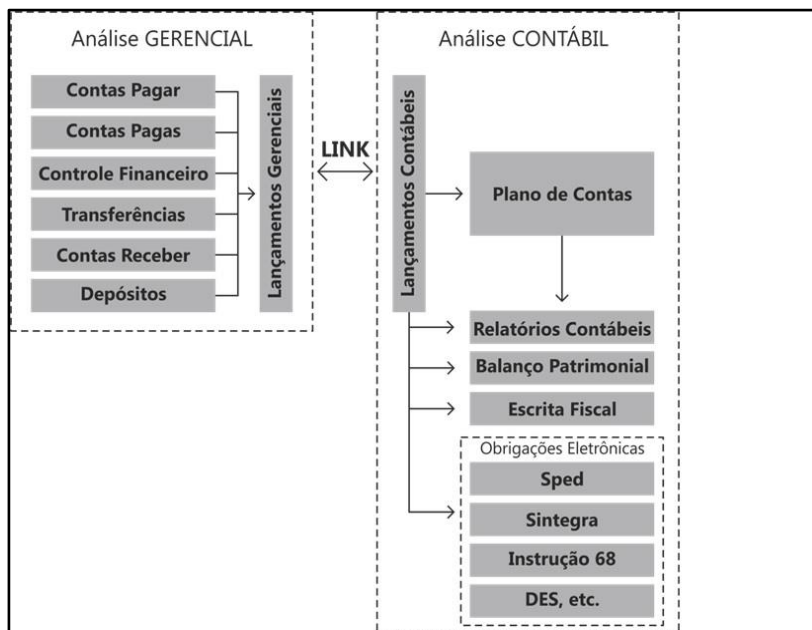 Análise GERENCIAL
Contas Pagar
Contas Pagas
Controle Financeiro
Transferências
Contas Receber
Depósitos
Lançamentos Gerenciais
LINK
Análise CONTÁBIL
Lançamentos Contábeis
Plano de Contas
Relatórios Contábeis
Balanço Patrimonial
Escrita Fiscal
Obrigações Eletrônicas
Sped
Sintegra
Instrução 68
DES, etc.